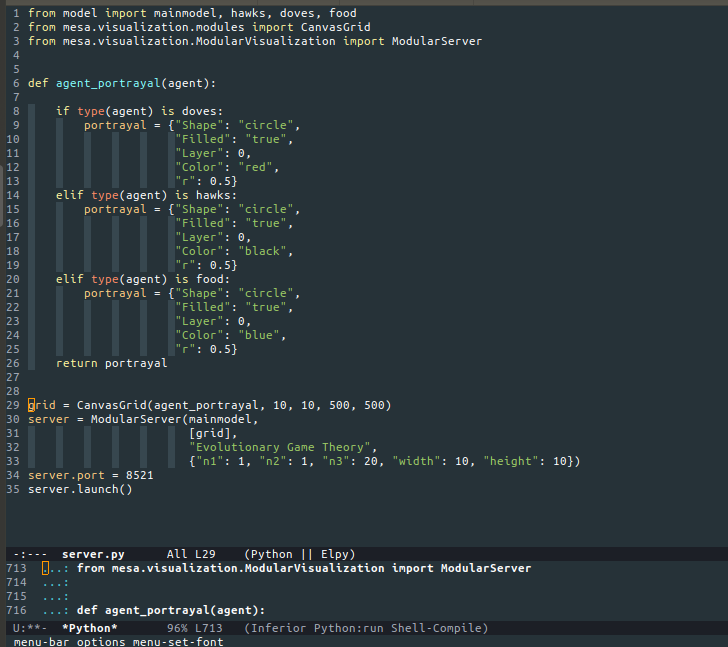 1 from model import mainmodel, hawks, doves, food
2 from mesa.visualization.modules import CanvasGrid
3 from mesa.visualization.ModularVisualization import ModularServer
4
5
6 def agent_portrayal(agent):
7
8     if type(agent) is doves:
9         portrayal = {"Shape": "circle",
10                      "Filled": "true",
11                      "Layer": 0,
12                      "Color": "red",
13                      "r": 0.5}
14     elif type(agent) is hawks:
15         portrayal = {"Shape": "circle",
16                      "Filled": "true",
17                      "Layer": 0,
18                      "Color": "black",
19                      "r": 0.5}
20     elif type(agent) is food:
21         portrayal = {"Shape": "circle",
22                      "Filled": "true",
23                      "Layer": 0,
24                      "Color": "blue",
25                      "r": 0.5}
26     return portrayal
27
28
29 grid = CanvasGrid(agent_portrayal, 10, 10, 500, 500)
30 server = ModularServer(mainmodel,
31                        [grid],
32                        "Evolutionary Game Theory",
33                        {"n1": 1, "n2": 1, "n3": 20, "width": 10, "height": 10})
34 server.port = 8521
35 server.launch()
-:---  server.py      All L29    (Python || Elpy)
713   ...: from mesa.visualization.ModularVisualization import ModularServer
714   ...:
715   ...:
716   ...: def agent_portrayal(agent):
U:**-  *Python*       96% L713   (Inferior Python:run Shell-Compile)
menu-bar options menu-set-font